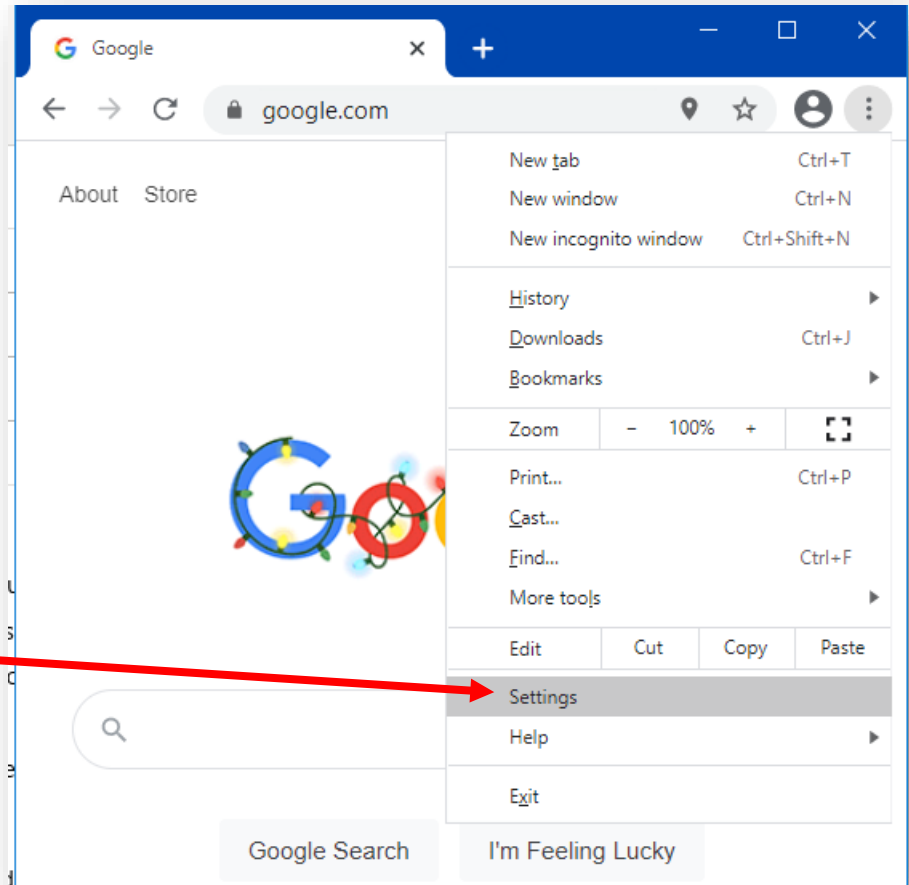 Google
google.com
About Store
New tab Ctrl+T
New window Ctrl+N
New incognito window Ctrl+Shift+N
History
Downloads Ctrl+J
Bookmarks
Zoom - 100% +
Print... Ctrl+P
Cast...
Find... Ctrl+F
More tools
Edit Cut Copy Paste
Settings
Help
Exit
Google Search I'm Feeling Lucky